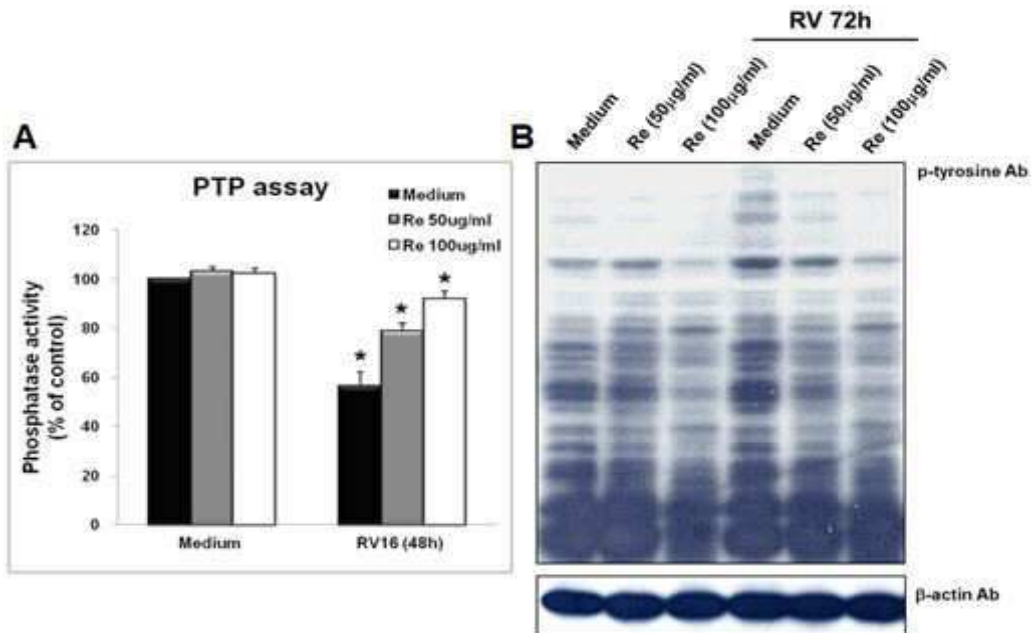 A
PTP assay
Medium
Re 50ug/ml
Re 100ug/ml
Phosphatase activity
(% of control)
120
100
80
60
40
20
0
*
*
*
Medium
RV16 (48h)
B
RV 72h
Medium
Re (50μg/ml)
Re (100μg/ml)
Medium
Re (50μg/ml)
Re (100μg/ml)
p-tyrosine Ab
β-actin Ab